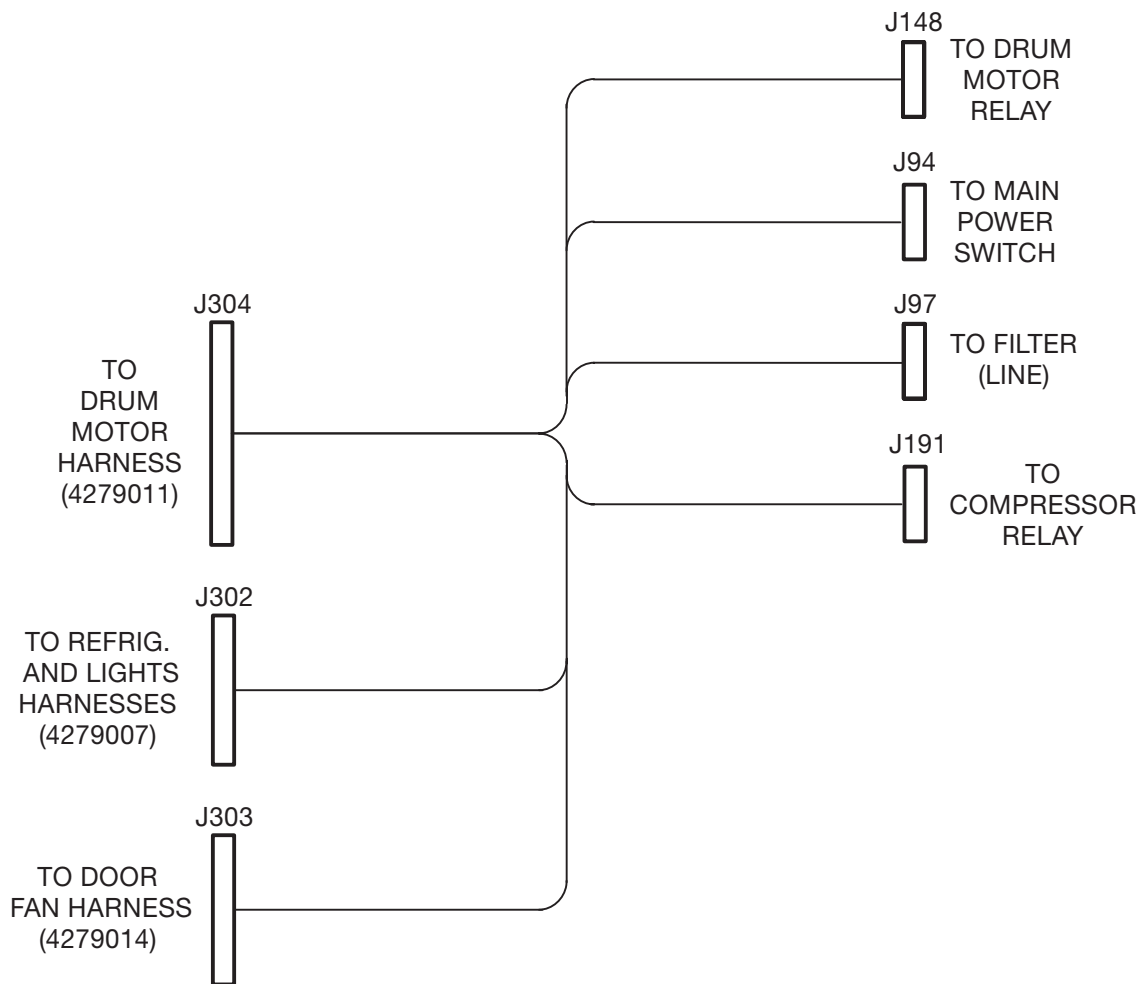 J148
TO DRUM
MOTOR
RELAY
J94
TO MAIN
POWER
SWITCH
J97
TO FILTER
(LINE)
J191
TO
COMPRESSOR
RELAY
J304
TO
DRUM
MOTOR
HARNESS
(4279011)
J302
TO REFRIG.
AND LIGHTS
HARNESSES
(4279007)
J303
TO DOOR
FAN HARNESS
(4279014)